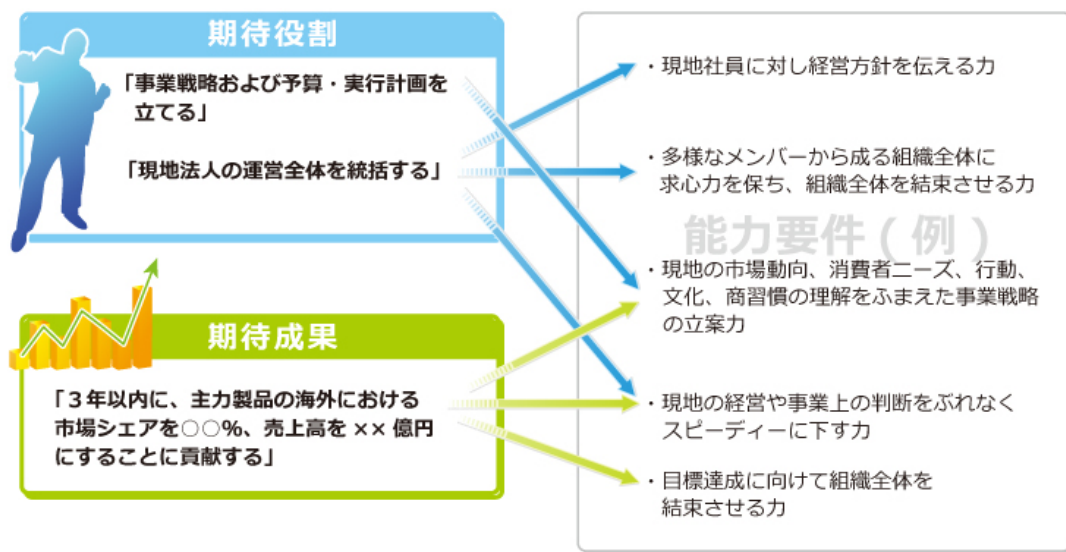 期待役割
「事業戦略および予算・実行計画を
立てる」
「現地法人の運営全体を統括する」
期待成果
「3年以内に、主力製品の海外における
市場シェアを○○%、売上高を××億円
にすることに貢献する」
能力要件(例)
・現地社員に対し経営方針を伝える力
・多様なメンバーから成る組織全体に
求心力を保ち、組織全体を結束させる力
・現地の市場動向、消費者ニーズ、行動、
文化、商習慣の理解をふまえた事業戦略
の立案力
・現地の経営や事業上の判断をぶれなく
スピーディーに下す力
・目標達成に向けて組織全体を
結束させる力